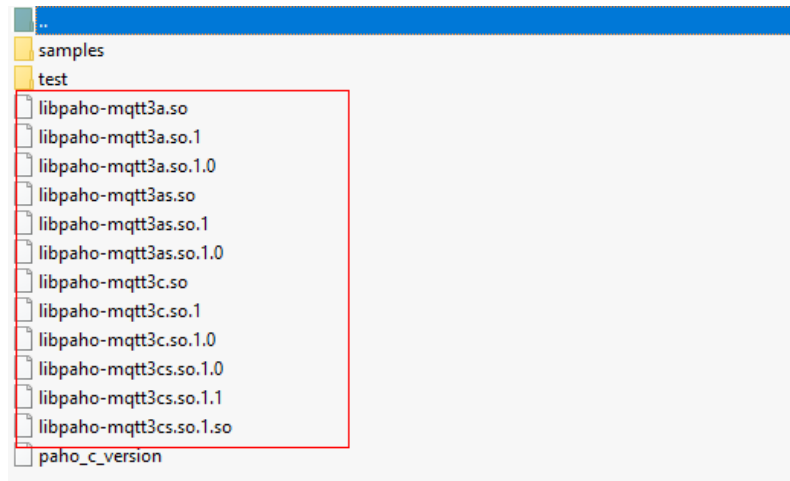 ..
samples
test
libpaho-mqtt3a.so
libpaho-mqtt3a.so.1
libpaho-mqtt3a.so.1.0
libpaho-mqtt3as.so
libpaho-mqtt3as.so.1
libpaho-mqtt3as.so.1.0
libpaho-mqtt3c.so
libpaho-mqtt3c.so.1
libpaho-mqtt3c.so.1.0
libpaho-mqtt3cs.so.1.0
libpaho-mqtt3cs.so.1.1
libpaho-mqtt3cs.so.1.so
paho_c_version